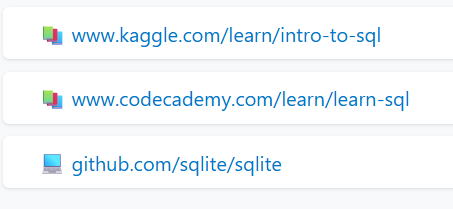 www.kaggle.com/learn/intro-to-sql
www.codecademy.com/learn/learn-sql
github.com/sqlite/sqlite